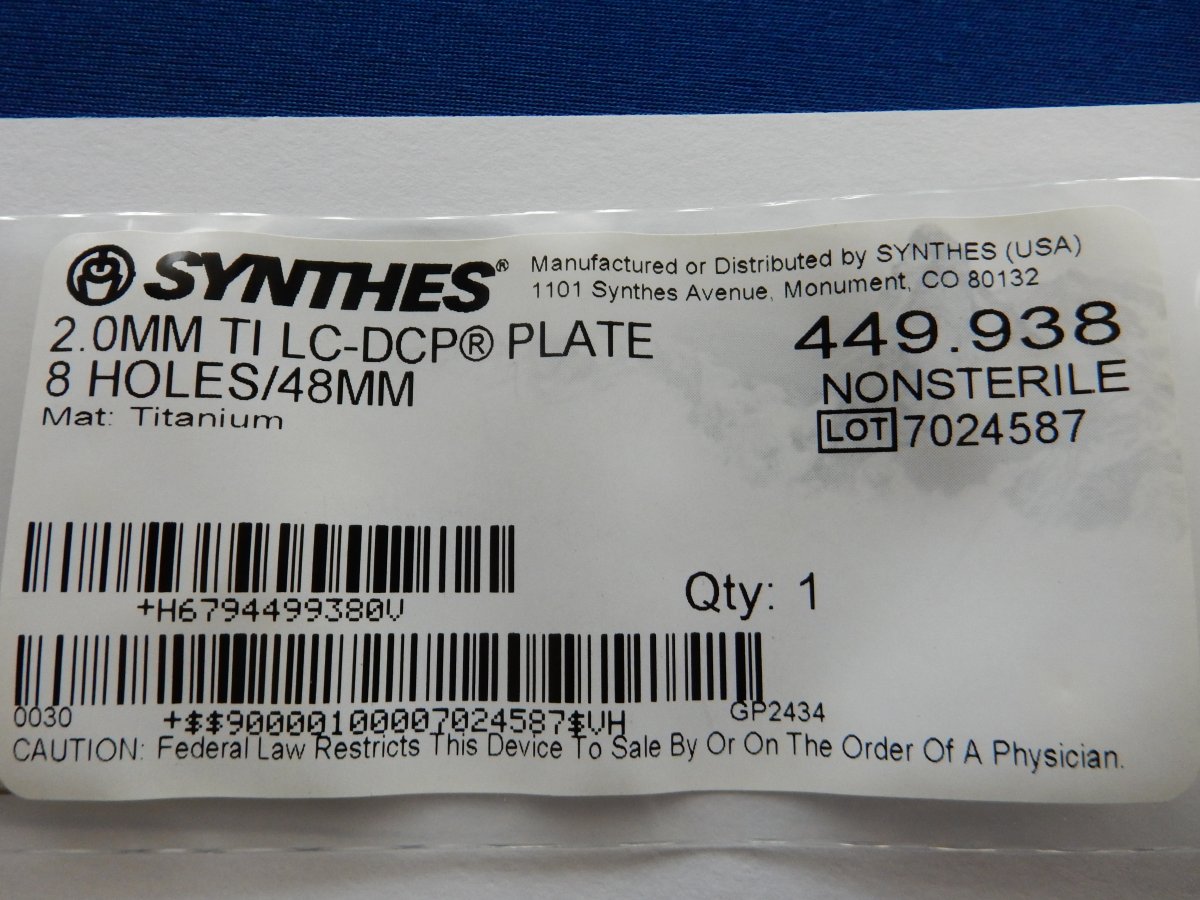 SYNTHES®
Manufactured or Distributed by SYNTHES (USA)
1101 Synthes Avenue, Monument, CO 80132
2.0MM TI LC-DCP® PLATE
8 HOLES/48MM
Mat: Titanium
449.938
NONSTERILE
LOT 7024587
+H6794499380V
Qty: 1
0030
+$$90000100007024587$VH
GP2434
CAUTION: Federal Law Restricts This Device To Sale By Or On The Order Of A Physician.